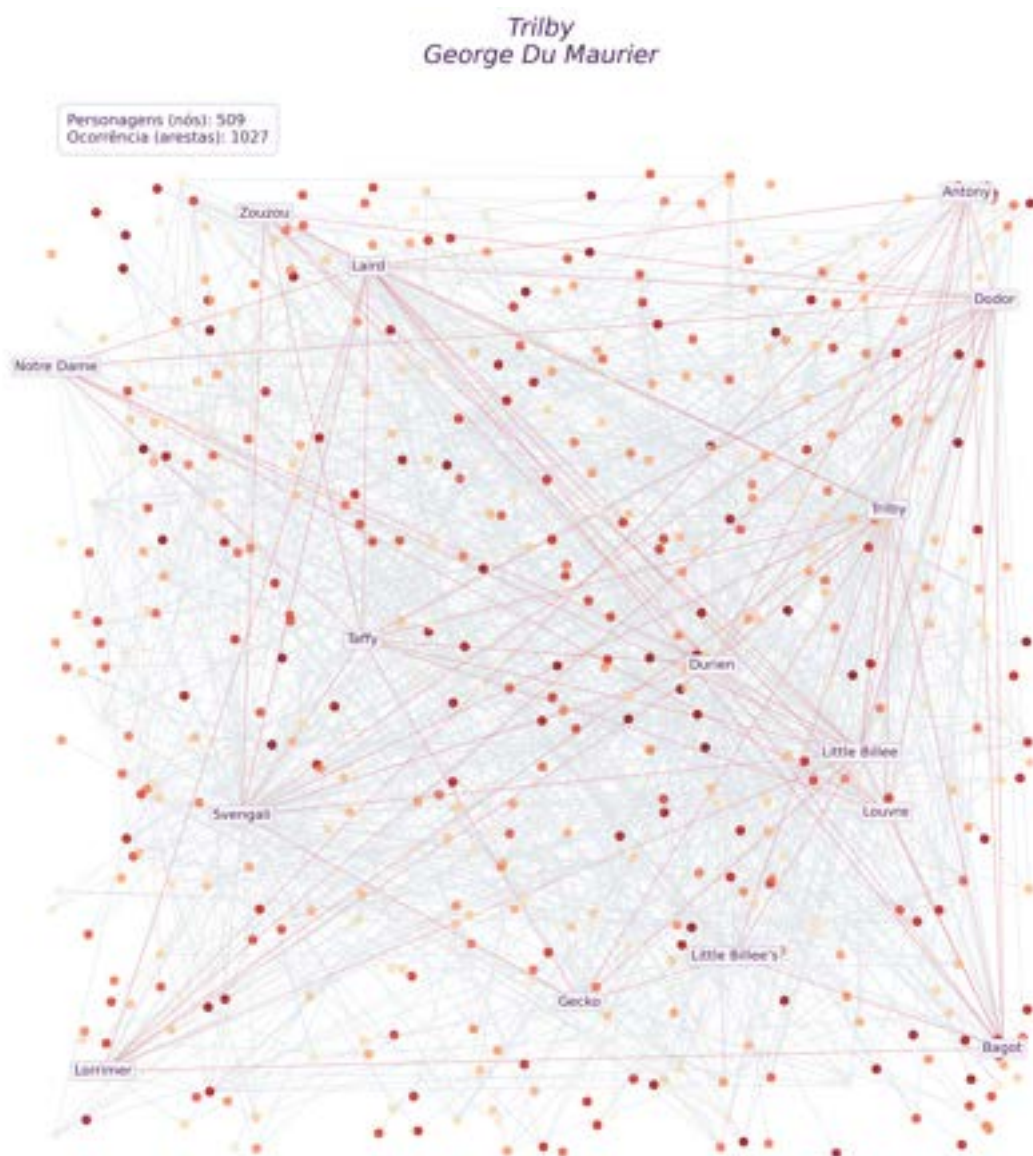 Trilby
George Du Maurier
Personagens (nós): 509
Ocorrência (arestas): 1027
Antony
Zouzou
Laird
Dodor
Notre Dame
Trilby
Taffy
Durien
Little Billee
Louvre
Svengali
Little Billee's
Gecko
Bagot
Lorrimer